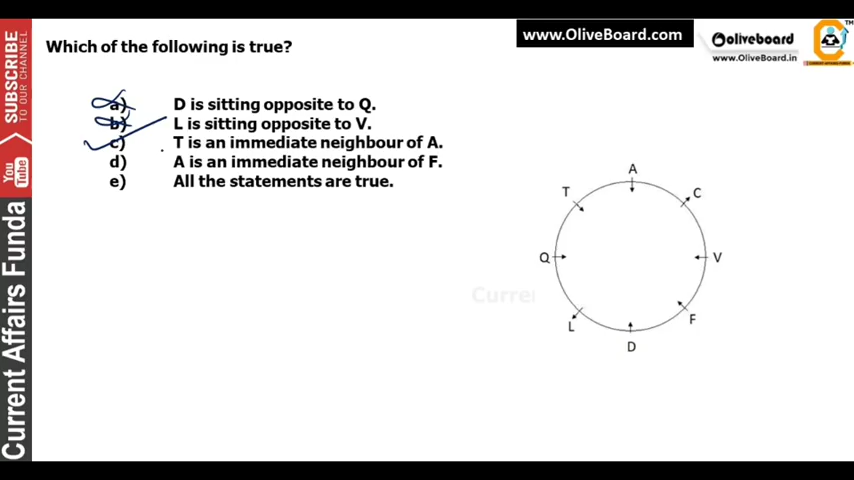 Which of the following is true?
www.OliveBoard.com
oliveboard
www.OliveBoard.in
TM
SUBSCRIBE
TO OUR CHANNEL
You
Tube
Current Affairs Funda
a) D is sitting opposite to Q.
b) L is sitting opposite to V.
c) T is an immediate neighbour of A.
d) A is an immediate neighbour of F.
e) All the statements are true.
A
T
C
Q
V
L
F
D
Curre